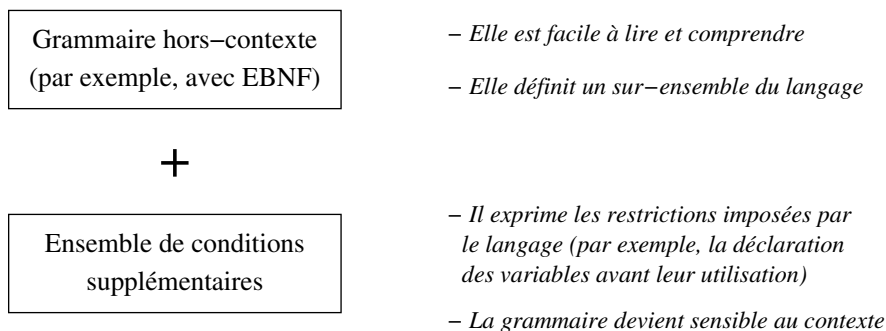 Grammaire hors−contexte
(par exemple, avec EBNF)
− Elle est facile à lire et comprendre
− Elle définit un sur−ensemble du langage
+
Ensemble de conditions
supplémentaires
− Il exprime les restrictions imposées par
le langage (par exemple, la déclaration
des variables avant leur utilisation)
− La grammaire devient sensible au contexte